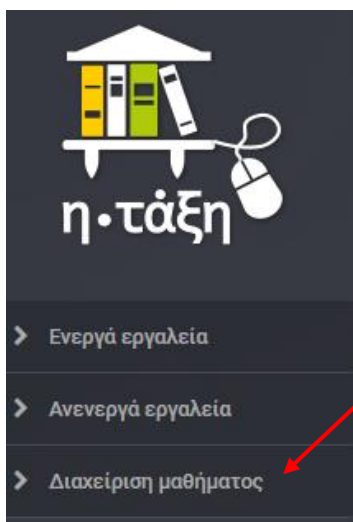 η•τάξη
Ενεργά εργαλεία
Ανενεργά εργαλεία
Διαχείριση μαθήματος